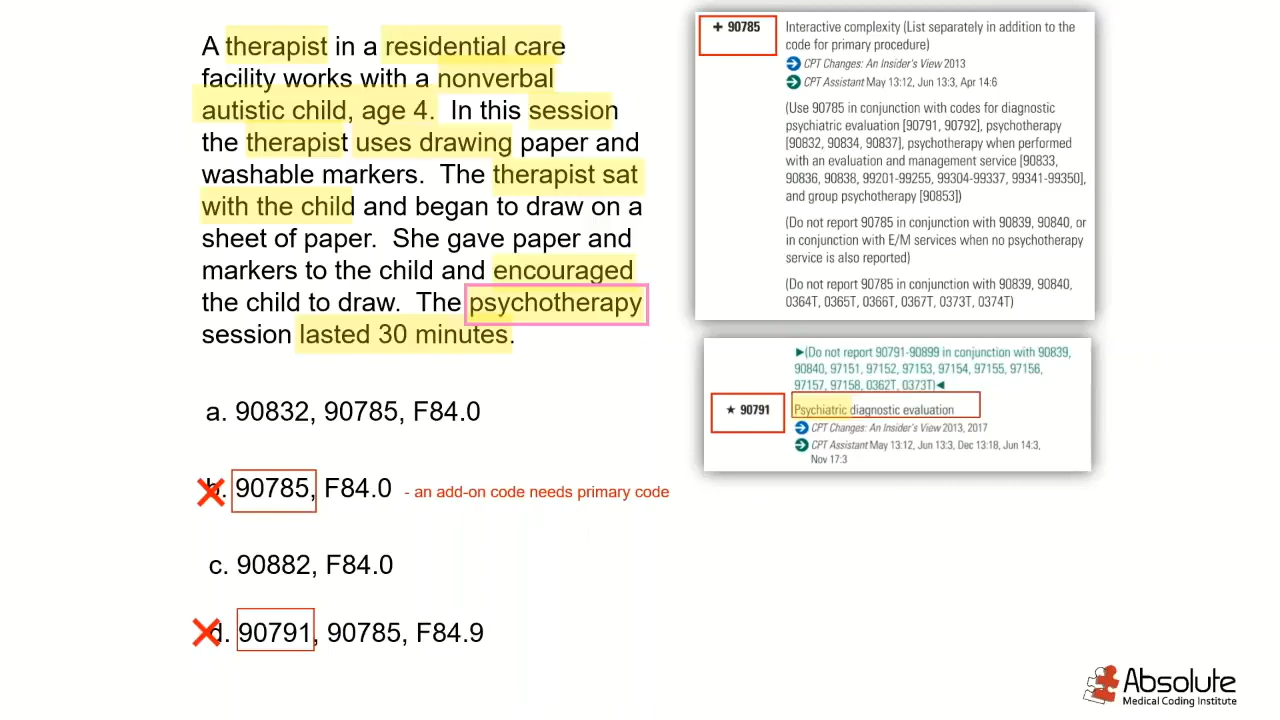 A therapist in a residential care
facility works with a nonverbal
autistic child, age 4. In this session
the therapist uses drawing paper and
washable markers. The therapist sat
with the child and began to draw on a
sheet of paper. She gave paper and
markers to the child and encouraged
the child to draw. The psychotherapy
session lasted 30 minutes.
a. 90832, 90785, F84.0
b. 90785, F84.0 - an add-on code needs primary code
c. 90882, F84.0
d. 90791, 90785, F84.9
+ 90785 Interactive complexity (List separately in addition to the
code for primary procedure)
CPT Changes: An Insider's View 2013
CPT Assistant May 13:12, Jun 13:3, Apr 14:6
(Use 90785 in conjunction with codes for diagnostic
psychiatric evaluation [90791, 90792], psychotherapy
[90832, 90834, 90837], psychotherapy when performed
with an evaluation and management service [90833,
90836, 90838, 99201-99255, 99304-99337, 99341-99350],
and group psychotherapy [90853])
(Do not report 90785 in conjunction with 90839, 90840, or
in conjunction with E/M services when no psychotherapy
service is also reported)
(Do not report 90785 in conjunction with 90839, 90840,
0364T, 0365T, 0366T, 0367T, 0373T, 0374T)
▶(Do not report 90791-90899 in conjunction with 90839,
90840, 97151, 97152, 97153, 97154, 97155, 97156,
97157, 97158, 0362T, 0373T)◀
★ 90791 Psychiatric diagnostic evaluation
CPT Changes: An Insider's View 2013, 2017
CPT Assistant May 13:12, Jun 13:3, Dec 13:18, Jun 14:3,
Nov 17:3
Absolute
Medical Coding Institute